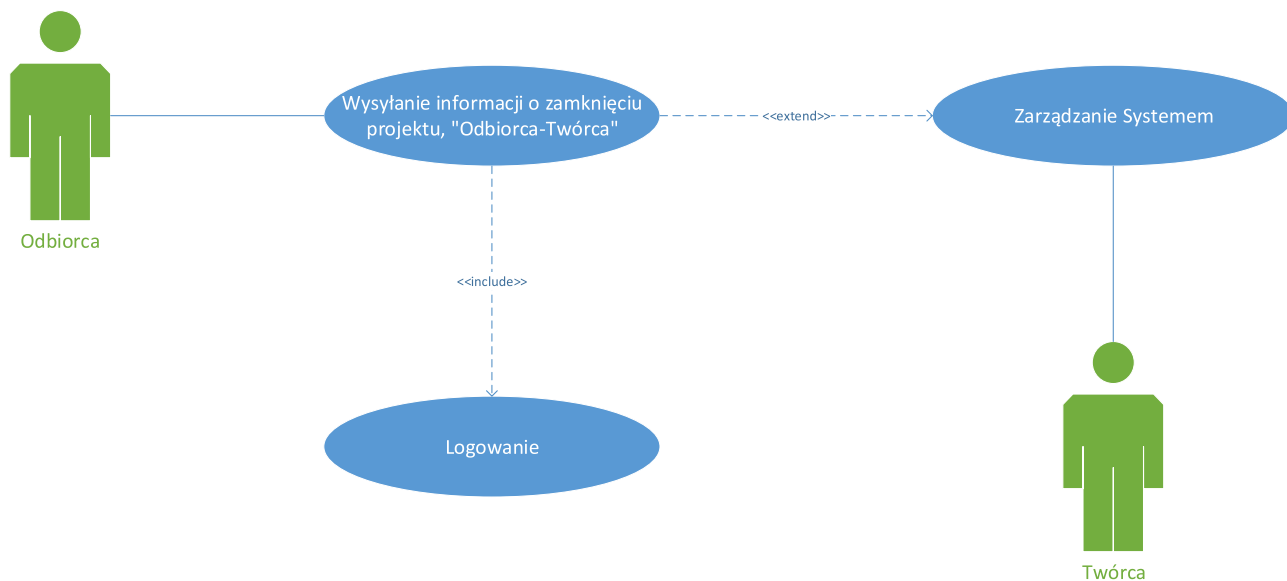 Wysyłanie informacji o zamknięciu
projektu, "Odbiorca-Twórca"
<<extend>>
Zarządzanie Systemem
Odbiorca
<<include>>
Logowanie
Twórca